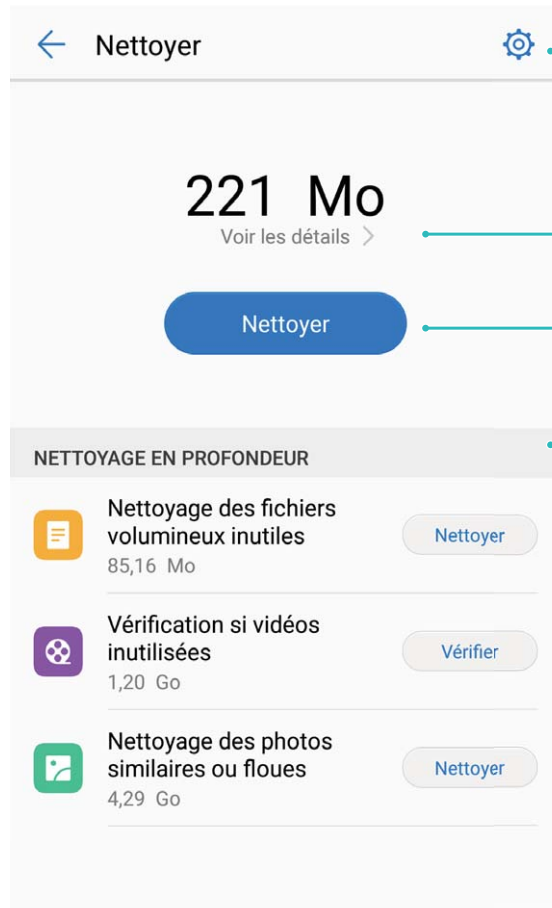 Nettoyer
221 Mo
Voir les détails
Nettoyer
NETTOYAGE EN PROFONDEUR
Nettoyage des fichiers
volumineux inutiles
85,16 Mo
Nettoyer
Vérification si vidéos
inutilisées
1,20 Go
Vérifier
Nettoyage des photos
similaires ou floues
4,29 Go
Nettoyer